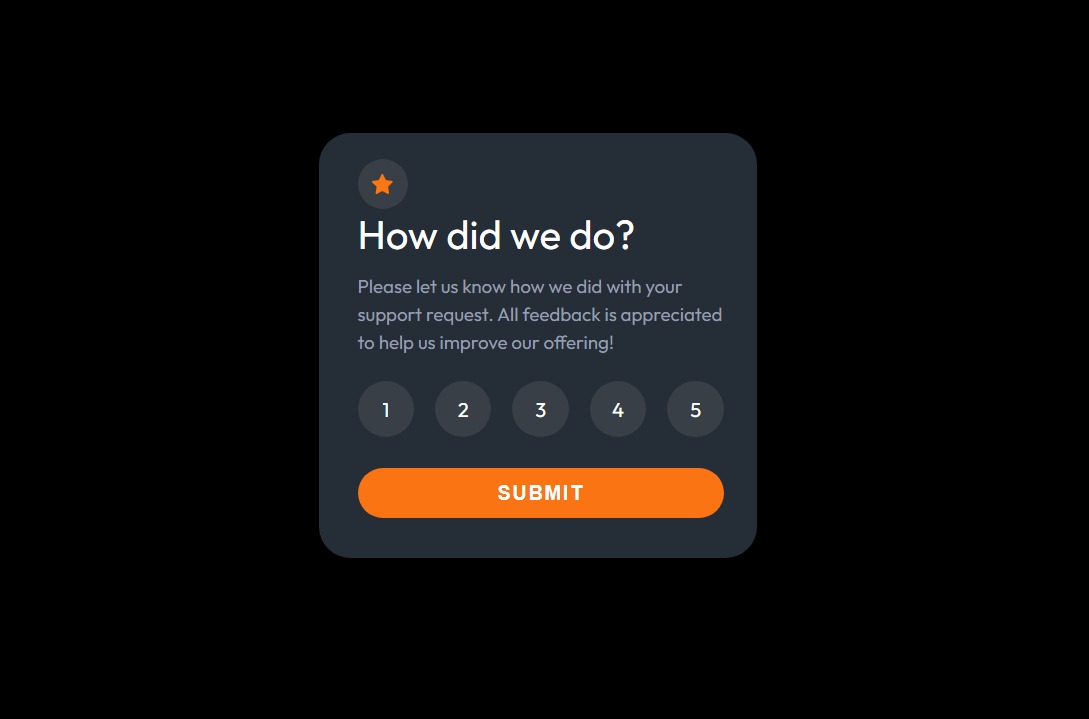 How did we do?
Please let us know how we did with your
support request. All feedback is appreciated
to help us improve our offering!
1 2 3 4 5
SUBMIT